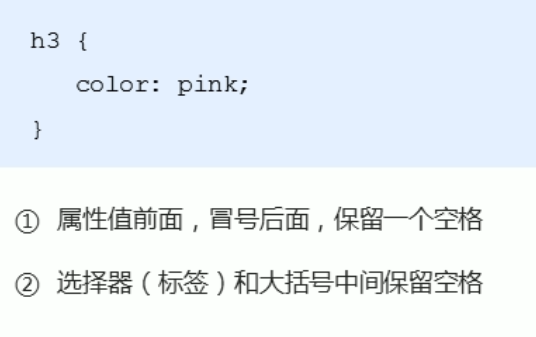 h3 {
color: pink;
}
① 属性值前面，冒号后面，保留一个空格
② 选择器（标签）和大括号中间保留空格